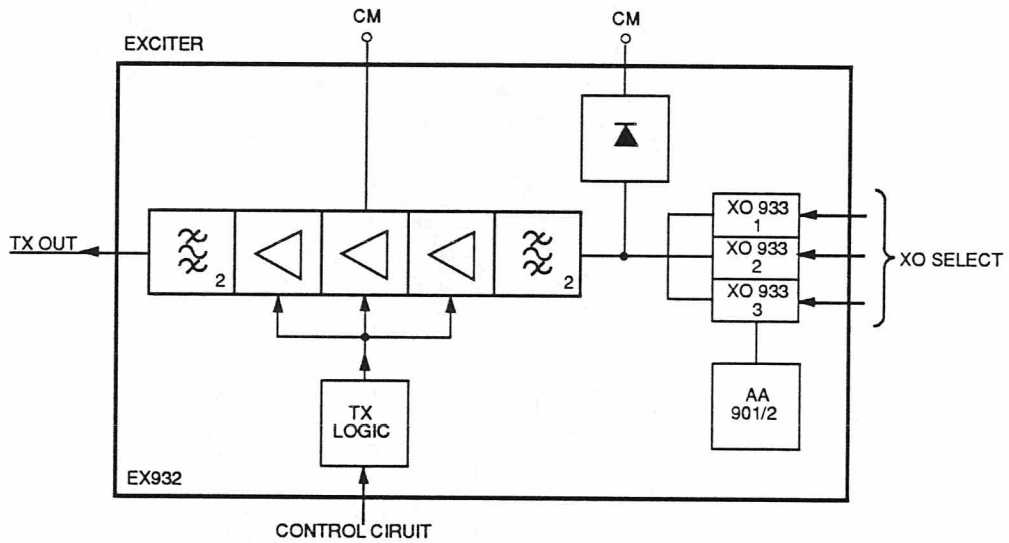 CM
CM
EXCITER
XO 933
1
XO 933
2
XO 933
3
XO SELECT
TX OUT
2
2
AA
901/2
TX
LOGIC
EX932
CONTROL CIRUIT